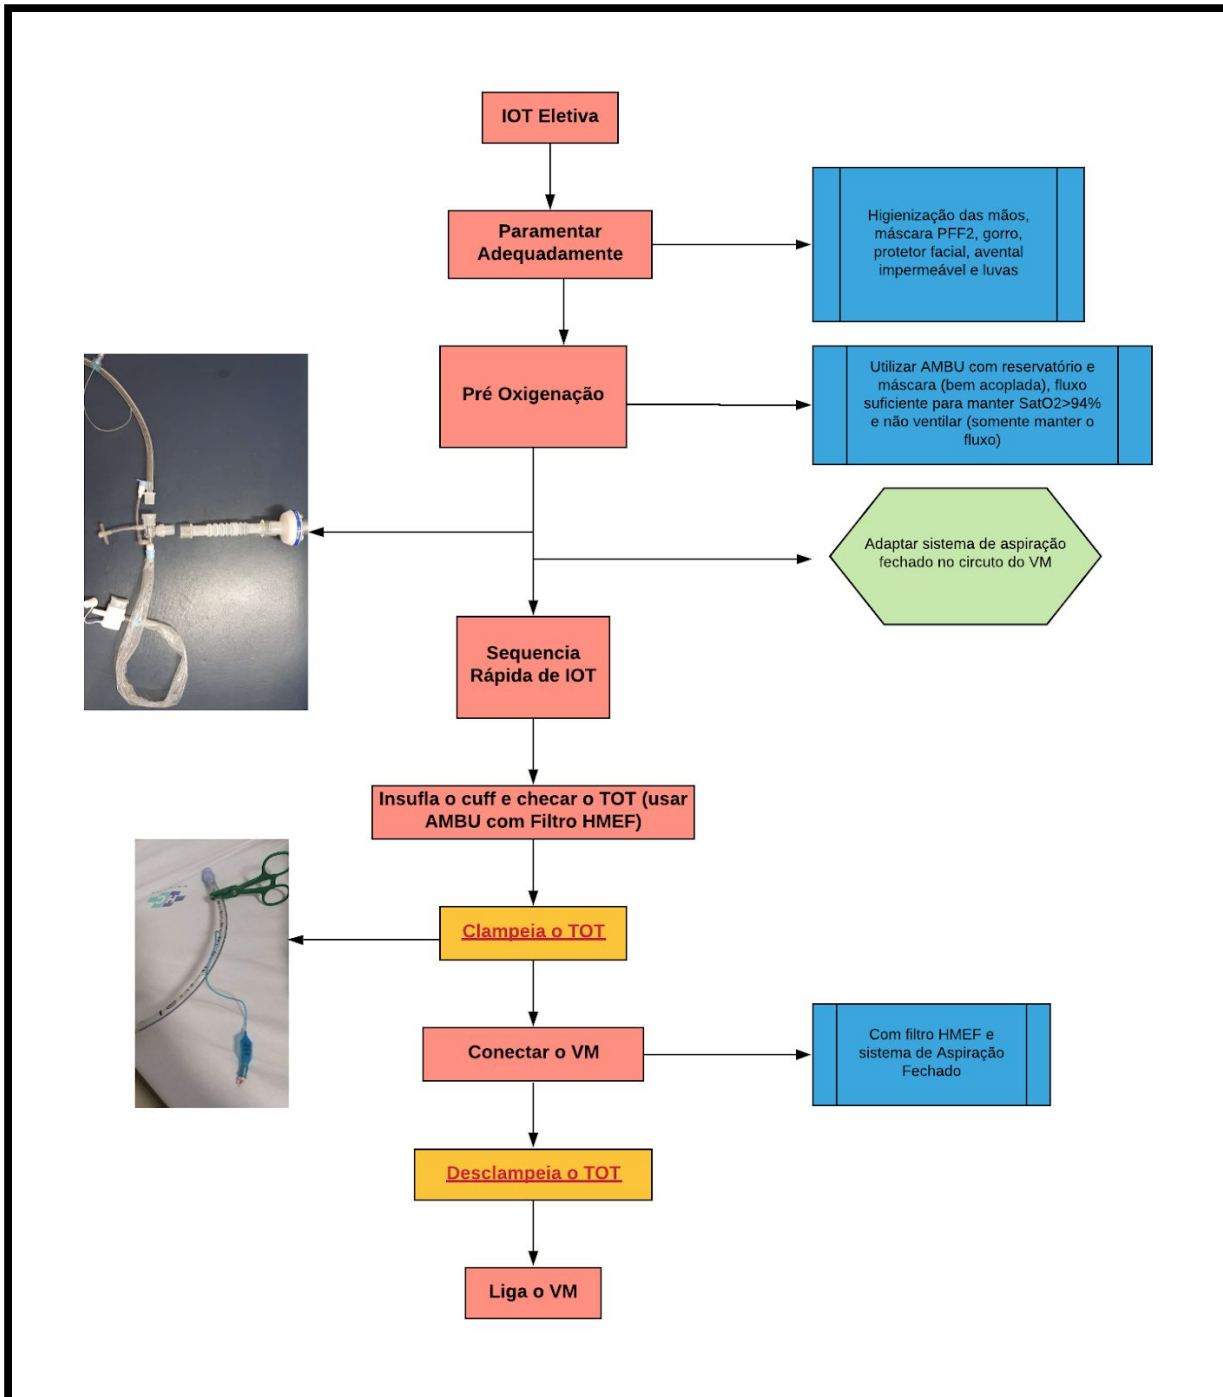 IOT Eletiva
Paramentar
Adequadamente
Higienização das mãos,
máscara PFF2, gorro,
protetor facial, avental
impermeável e luvas
Pré Oxigenação
Utilizar AMBU com reservatório e
máscara (bem acoplada), fluxo
suficiente para manter SatO2>94%
e não ventilar (somente manter o
fluxo)
Adaptar sistema de aspiração
fechado no circuto do VM
Sequencia
Rápida de IOT
Insufla o cuff e checar o TOT (usar
AMBU com Filtro HMEF)
Clampeia o TOT
Conectar o VM
Com filtro HMEF e
sistema de Aspiração
Fechado
Desclampeia o TOT
Liga o VM